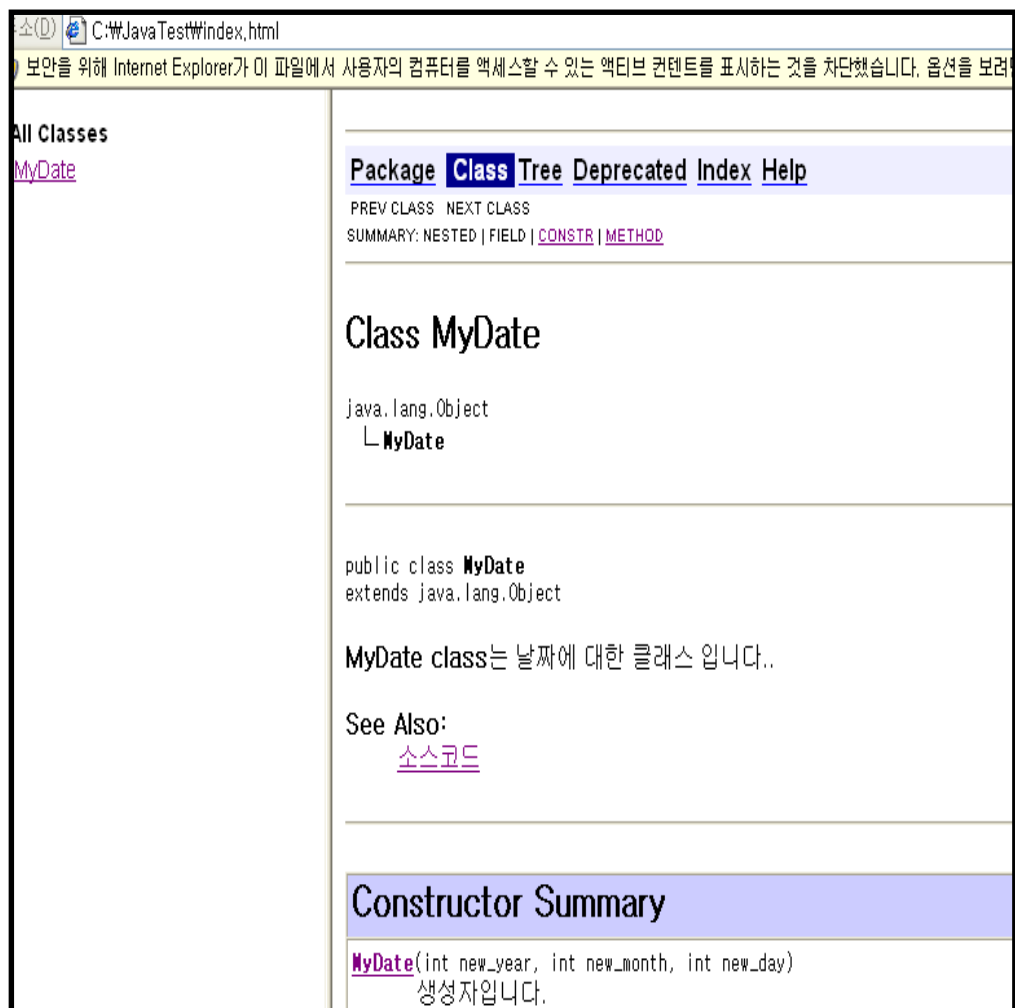 소(D) C:₩JavaTest₩index.html
보안을 위해 Internet Explorer가 이 파일에서 사용자의 컴퓨터를 액세스할 수 있는 액티브 컨텐트를 표시하는 것을 차단했습니다. 옵션을 보려
All Classes
MyDate
Package Class Tree Deprecated Index Help
PREV CLASS NEXT CLASS
SUMMARY: NESTED | FIELD | CONSTR | METHOD
Class MyDate
java.lang.Object
MyDate
public class MyDate
extends java.lang.Object
MyDate class는 날짜에 대한 클래스 입니다..
See Also:
소스코드
Constructor Summary
MyDate(int new_year, int new_month, int new_day)
생성자입니다.